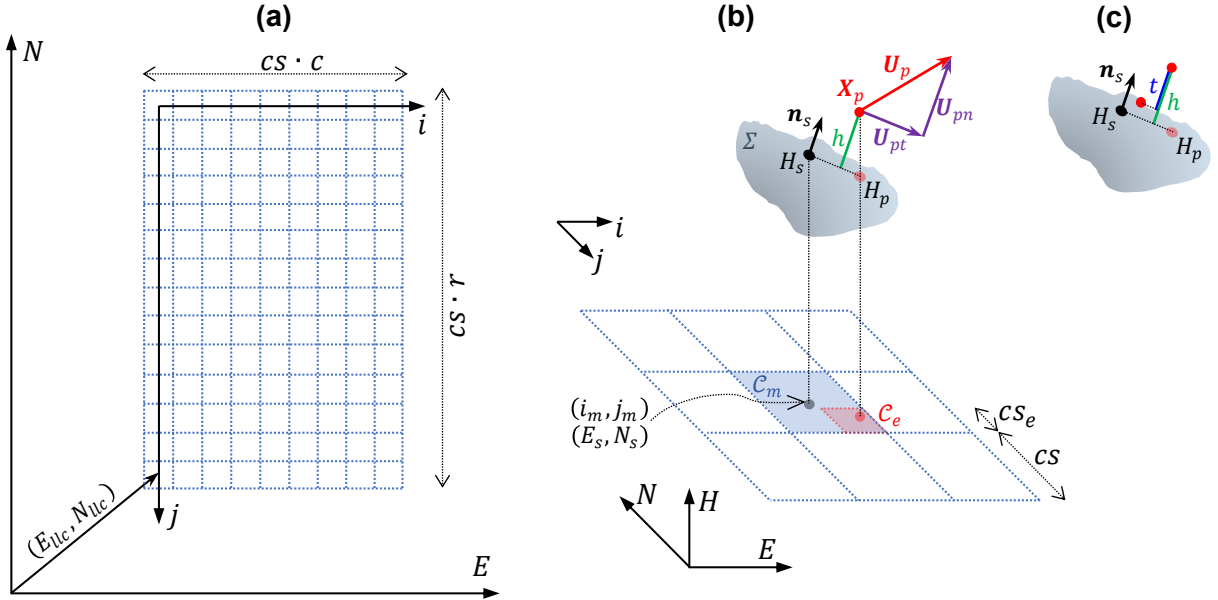 (a)
N
cs · c
i
cs · r
j
(E_llc, N_llc)
E
(b)
U_p
X_p
n_s
U_pn
U_pt
h
Σ
H_s
H_p
i
j
C_m
(i_m, j_m)
(E_s, N_s)
C_e
cs_e
cs
N
H
E
(c)
n_s
t
h
H_s
H_p